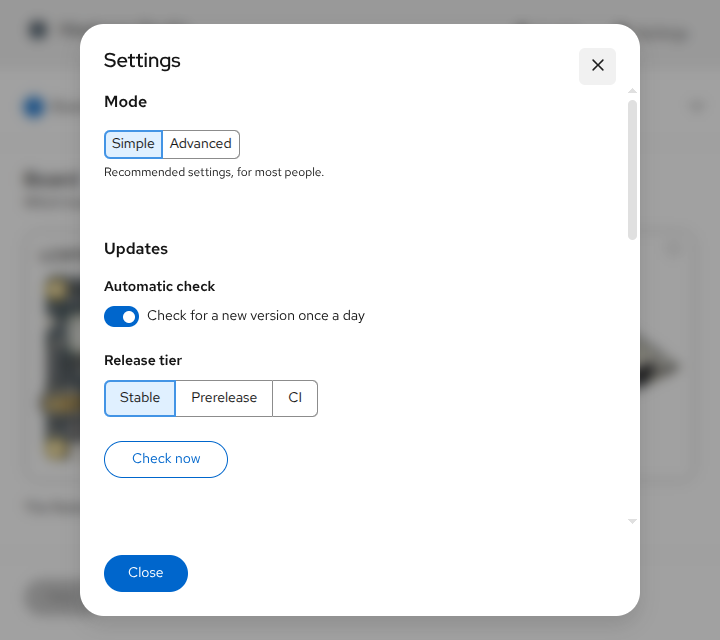 Settings
Mode
Simple Advanced
Recommended settings, for most people.
Updates
Automatic check
Check for a new version once a day
Release tier
Stable Prerelease CI
Check now
Close